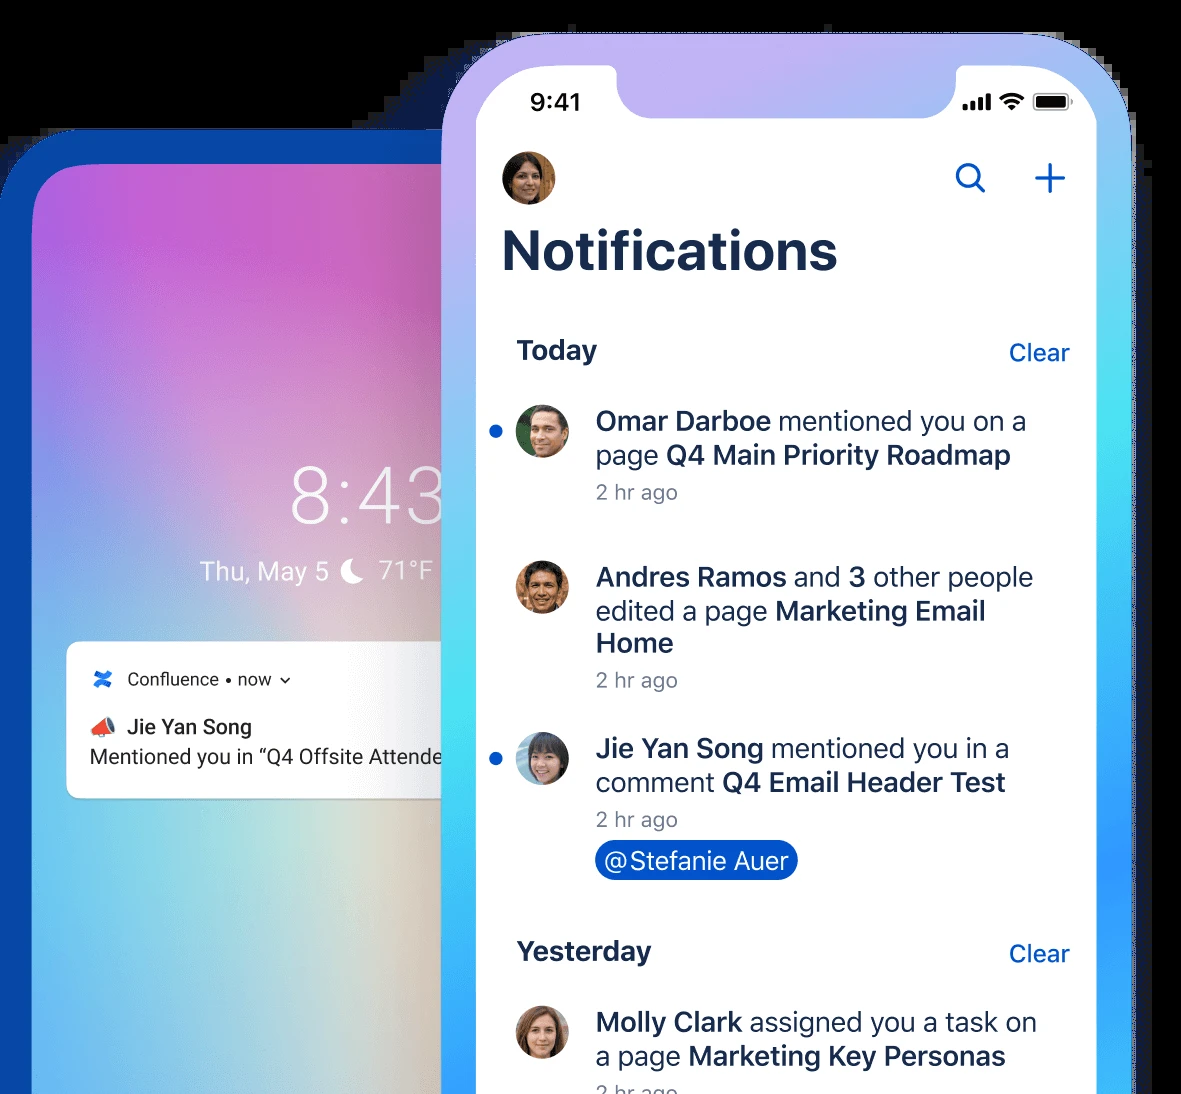 9:41
Notifications
Today
Clear
Omar Darboe mentioned you on a
page Q4 Main Priority Roadmap
2 hr ago
Andres Ramos and 3 other people
edited a page Marketing Email
Home
2 hr ago
Jie Yan Song mentioned you in a
comment Q4 Email Header Test
2 hr ago
@Stefanie Auer
Yesterday
Clear
Molly Clark assigned you a task on
a page Marketing Key Personas
2 hr ago
8:43
Thu, May 5 71°F
Confluence • now
Jie Yan Song
Mentioned you in “Q4 Offsite Attende